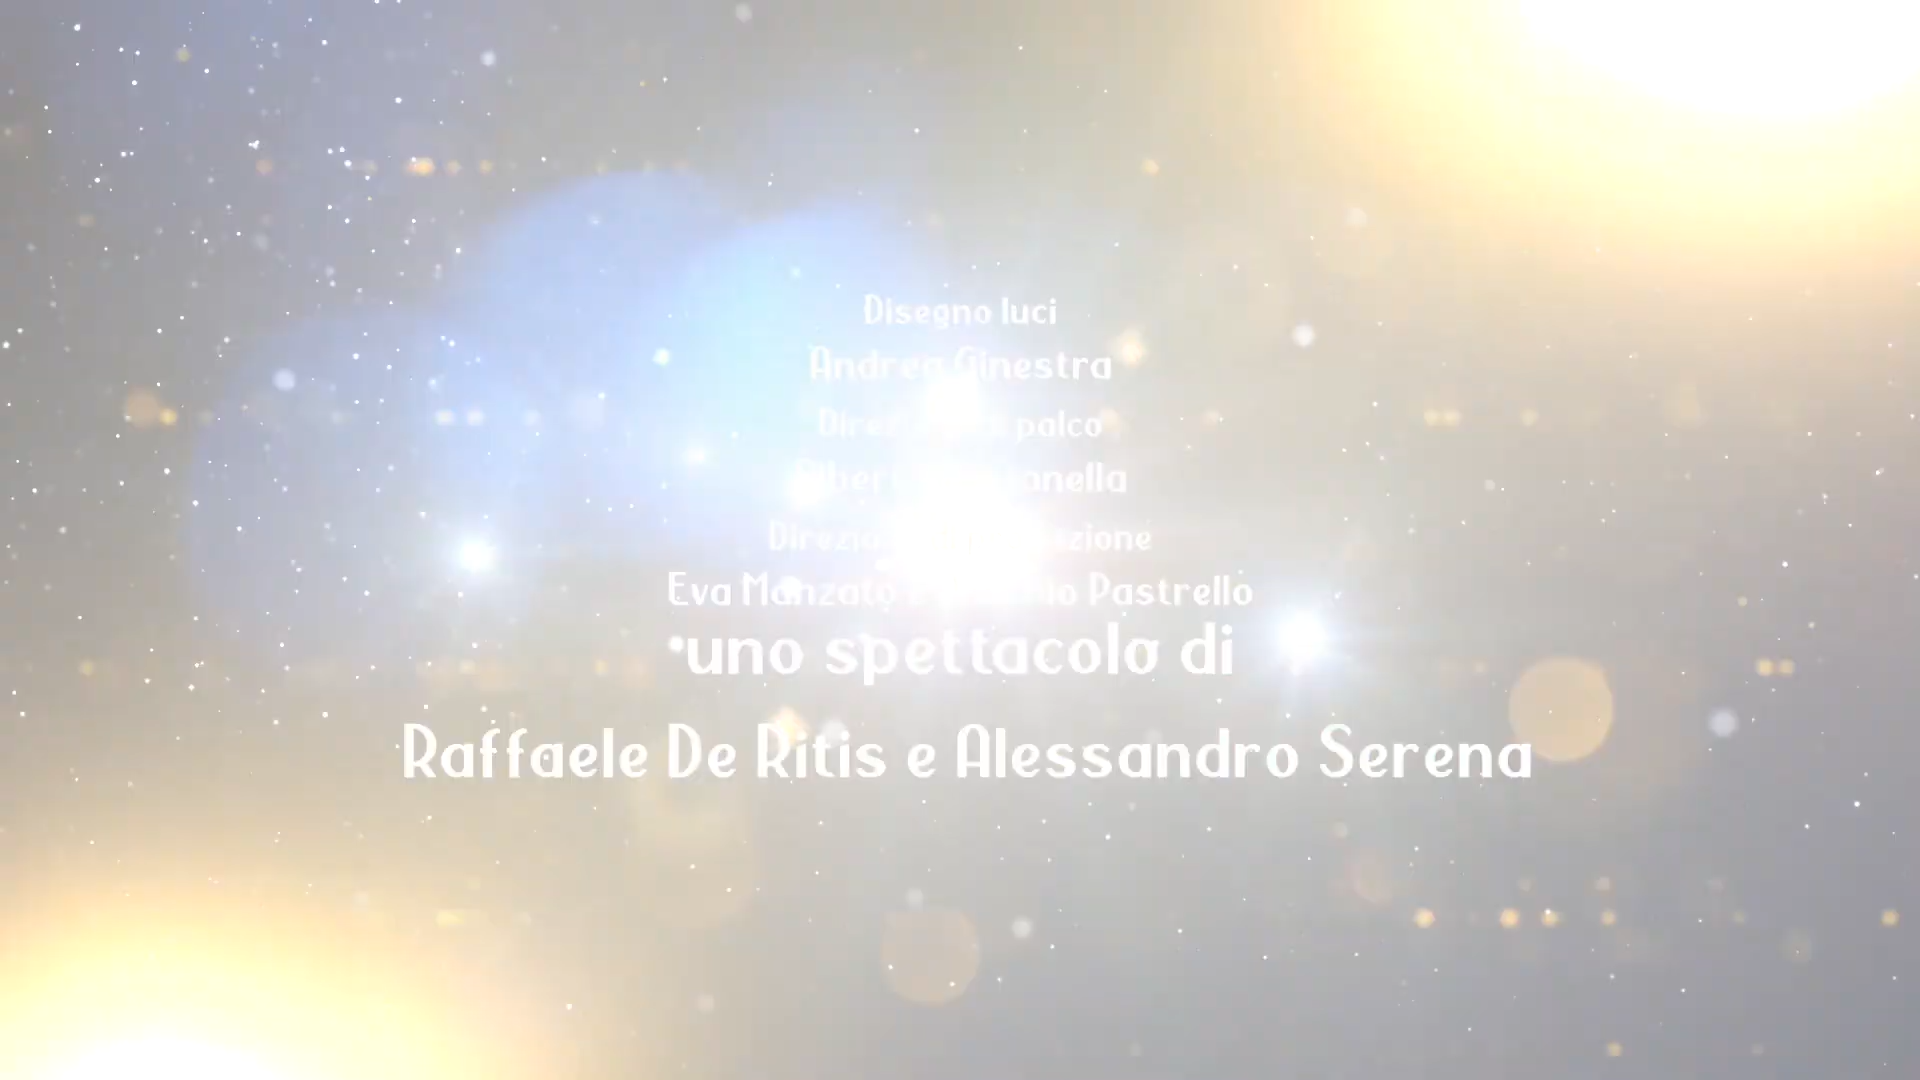 Disegno luci
Andrea Ginestra
palco
Direzione
Eva Manzato Pastrello
uno spettacolo di
Raffaele De Ritis e Alessandro Serena